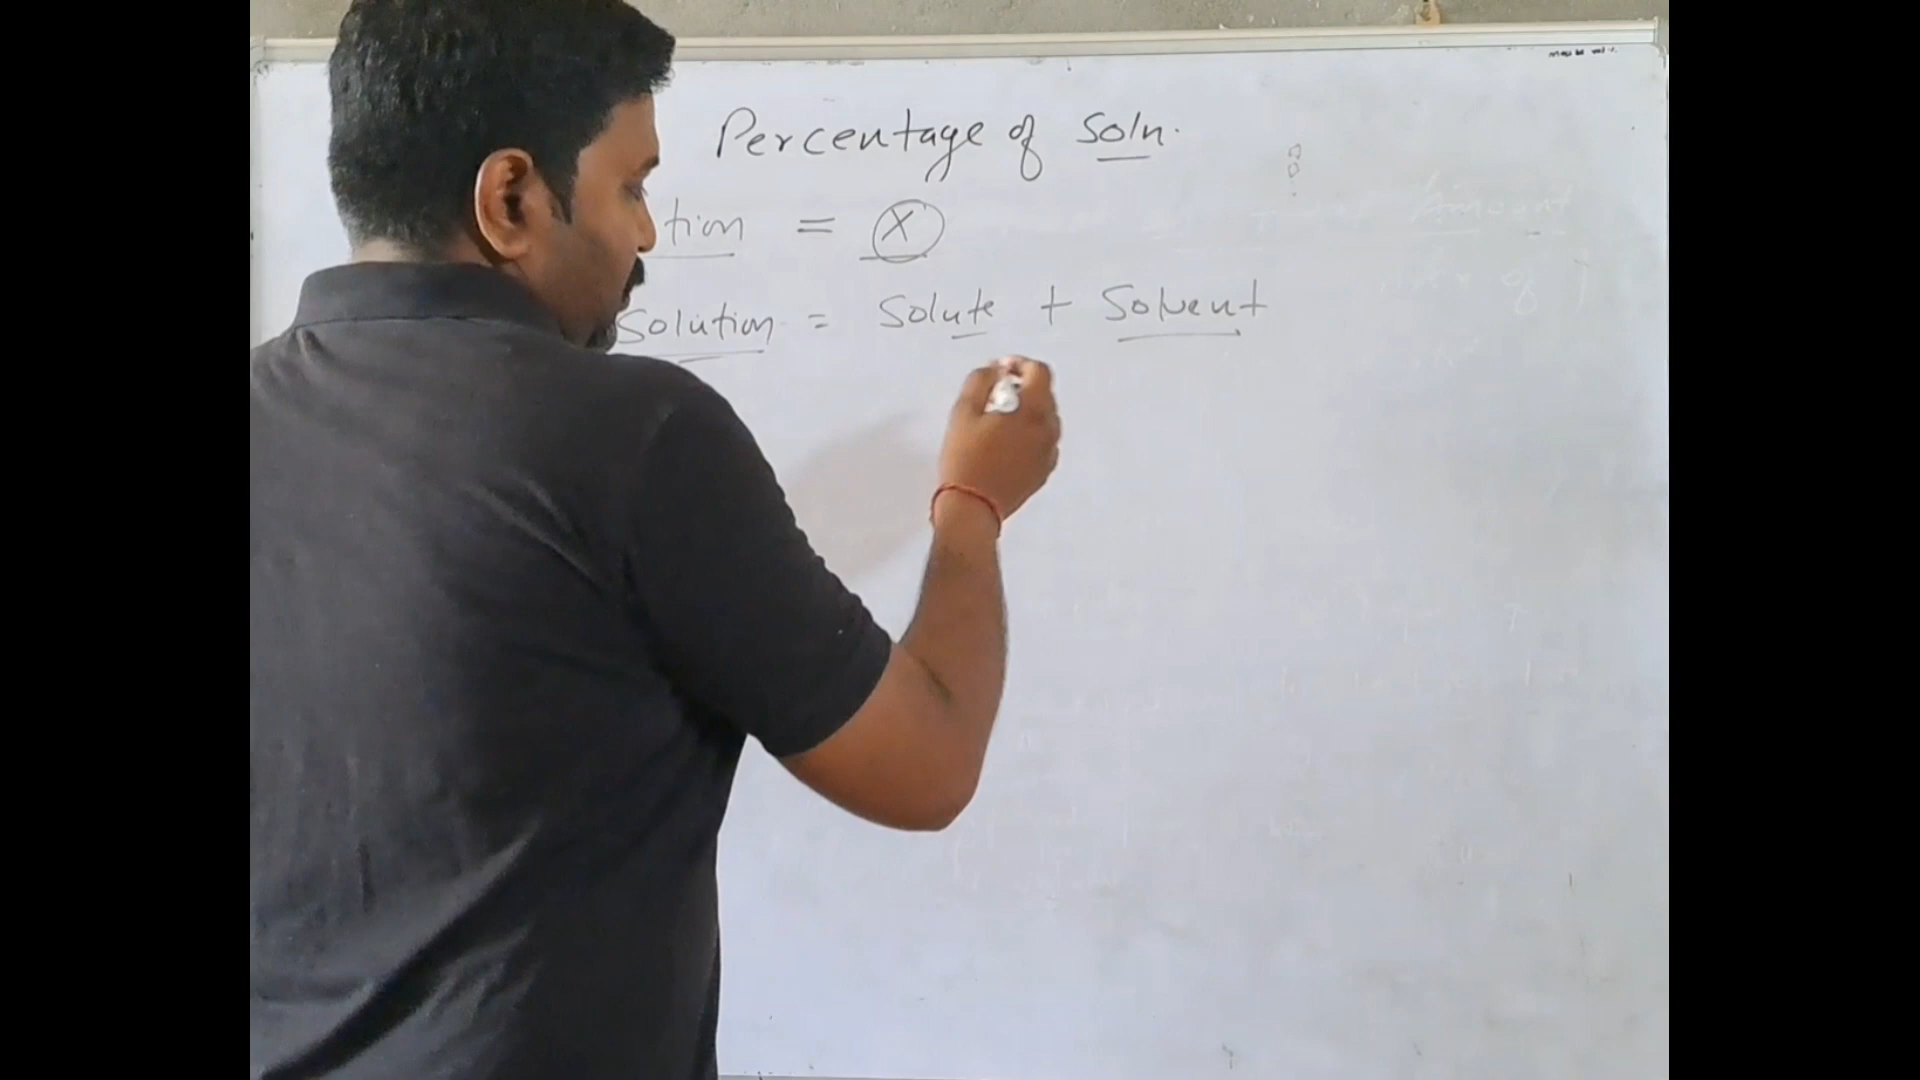 Percentage of Soln.
tion = X
Solution = Solute + Solvent